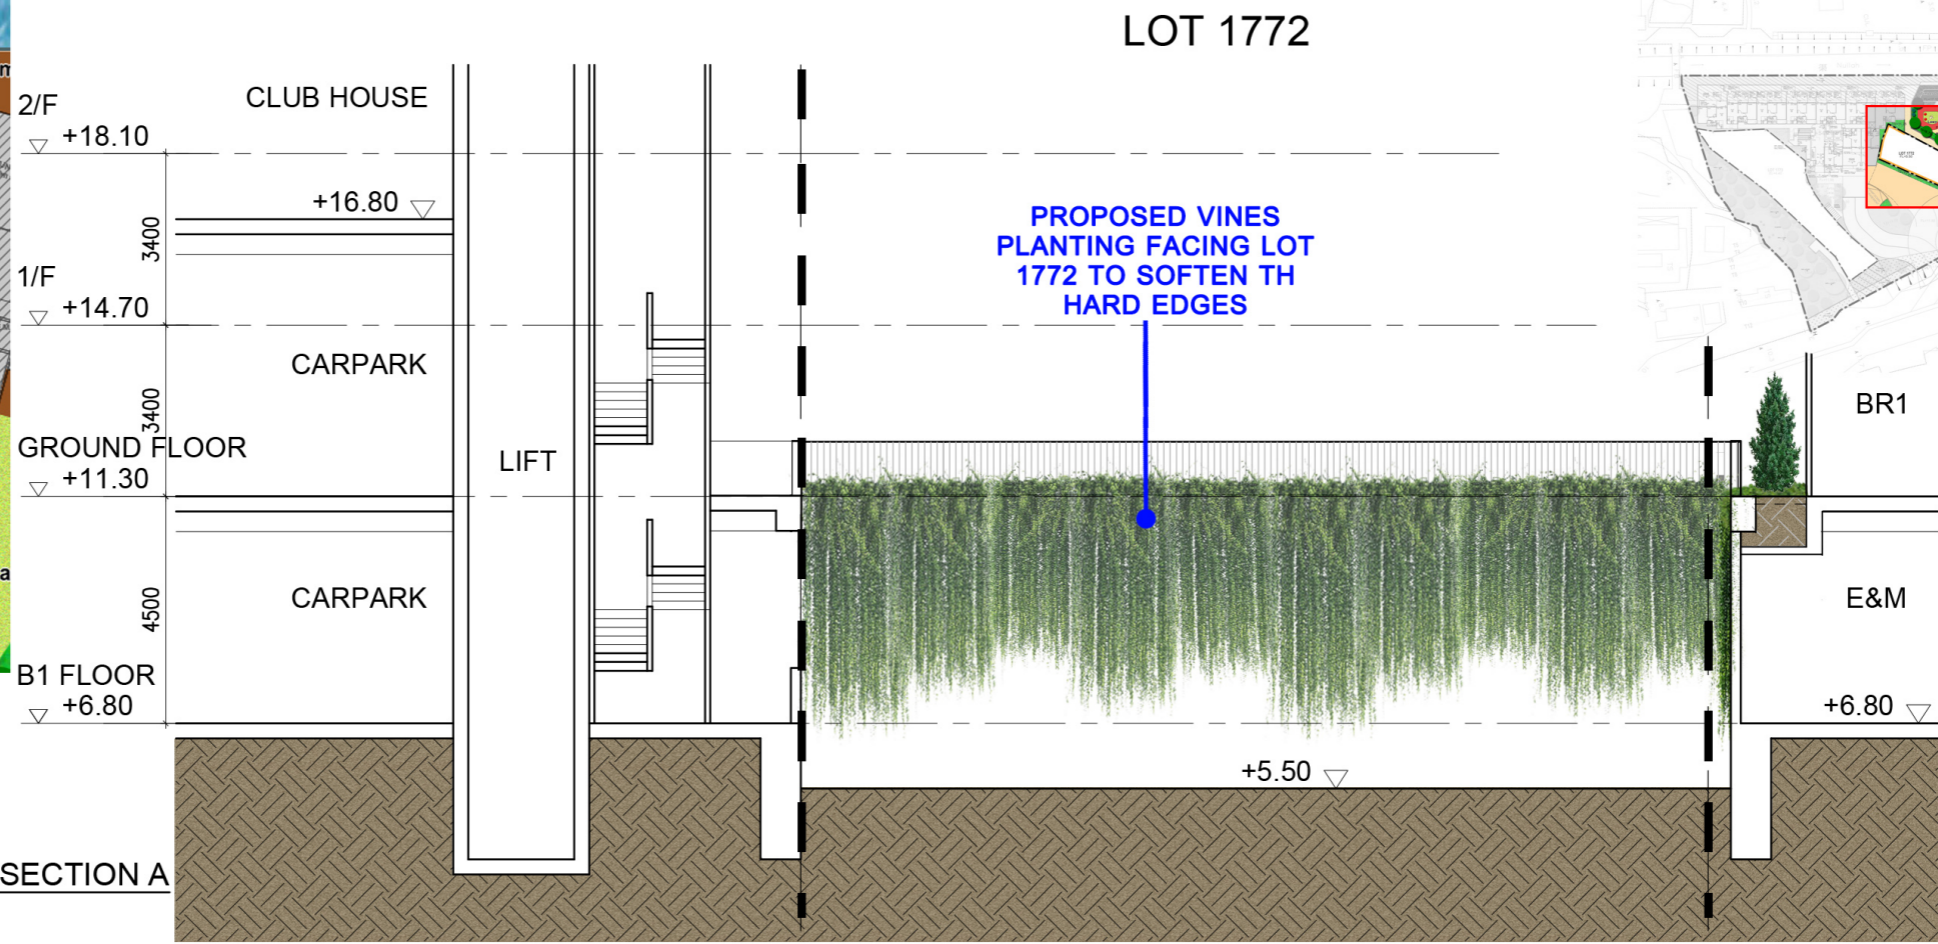 LOT 1772
2/F
+18.10
CLUB HOUSE
+16.80
3400
1/F
+14.70
PROPOSED VINES
PLANTING FACING LOT
1772 TO SOFTEN TH
HARD EDGES
CARPARK
3400
GROUND FLOOR
+11.30
LIFT
BR1
CARPARK
4500
E&M
B1 FLOOR
+6.80
+6.80
+5.50
SECTION A